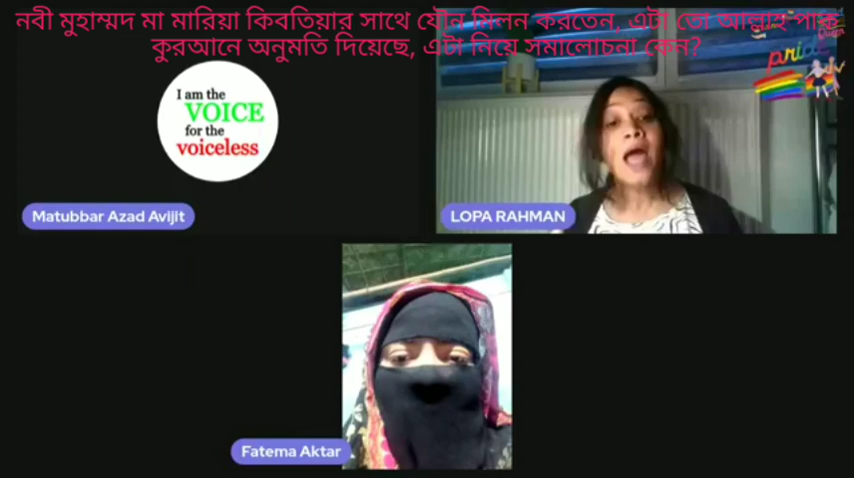 নবী মুহাম্মদ মা মারিয়া কিবতিয়ার সাথে যৌন মিলন করতেন, এটা তো আল্লাহ পাক
কুরআনে অনুমতি দিয়েছে, এটা নিয়ে সমালোচনা কেন?
pride
I am the
VOICE
for the
voiceless
Matubbar Azad Avijit
LOPA RAHMAN
Fatema Aktar